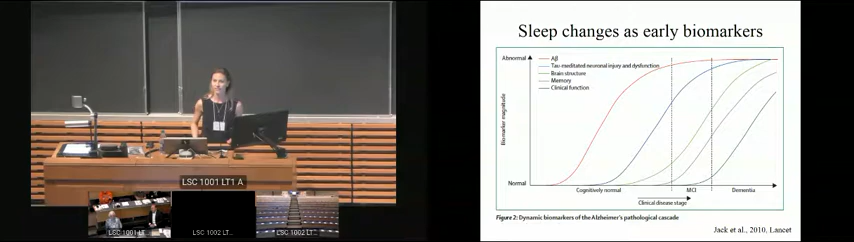 LSC 1001 LT1 A
LSC 1001 LT...
LSC 1002 LT...
LSC 1002 LT...
Sleep changes as early biomarkers
Abnormal
Aβ
Tau-mediated neuronal injury and dysfunction
Brain structure
Memory
Clinical function
Biomarker magnitude
Normal
Cognitively normal
MCI
Dementia
Clinical disease stage
Figure 2: Dynamic biomarkers of the Alzheimer's pathological cascade
Jack et al., 2010, Lancet